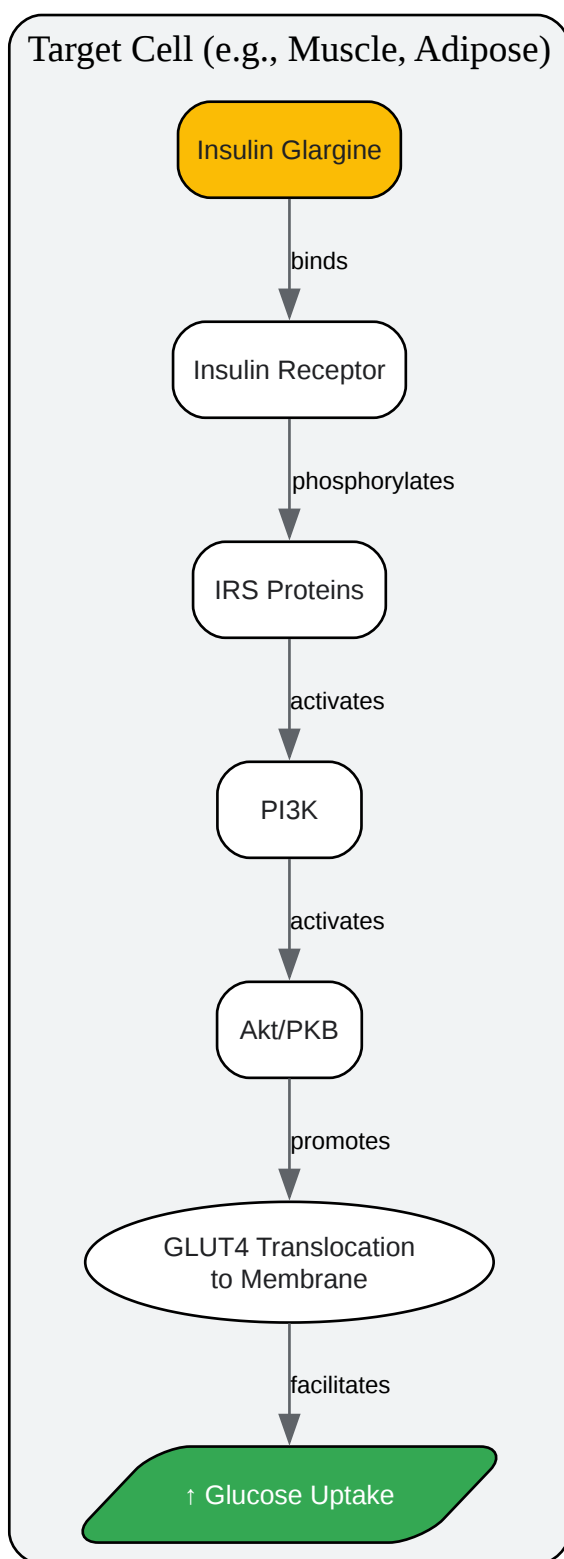 Target Cell (e.g., Muscle, Adipose)
Insulin Glargine
binds
Insulin Receptor
phosphorylates
IRS Proteins
activates
PI3K
activates
Akt/PKB
promotes
GLUT4 Translocation
to Membrane
facilitates
↑ Glucose Uptake